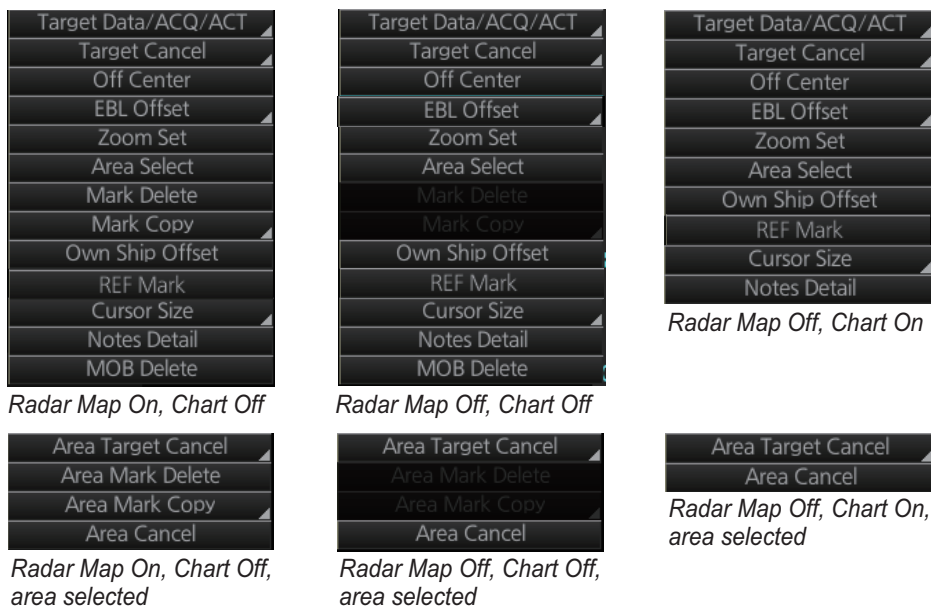 Target Data/ACQ/ACT
Target Cancel
Off Center
EBL Offset
Zoom Set
Area Select
Mark Delete
Mark Copy
Own Ship Offset
REF Mark
Cursor Size
Notes Detail
MOB Delete
Radar Map On, Chart Off
Target Data/ACQ/ACT
Target Cancel
Off Center
EBL Offset
Zoom Set
Area Select
Mark Delete
Mark Copy
Own Ship Offset
REF Mark
Cursor Size
Notes Detail
MOB Delete
Radar Map Off, Chart Off
Target Data/ACQ/ACT
Target Cancel
Off Center
EBL Offset
Zoom Set
Area Select
Own Ship Offset
REF Mark
Cursor Size
Notes Detail
Radar Map Off, Chart On
Area Target Cancel
Area Mark Delete
Area Mark Copy
Area Cancel
Radar Map On, Chart Off,
area selected
Area Target Cancel
Area Mark Delete
Area Mark Copy
Area Cancel
Radar Map Off, Chart Off,
area selected
Area Target Cancel
Area Cancel
Radar Map Off, Chart On,
area selected